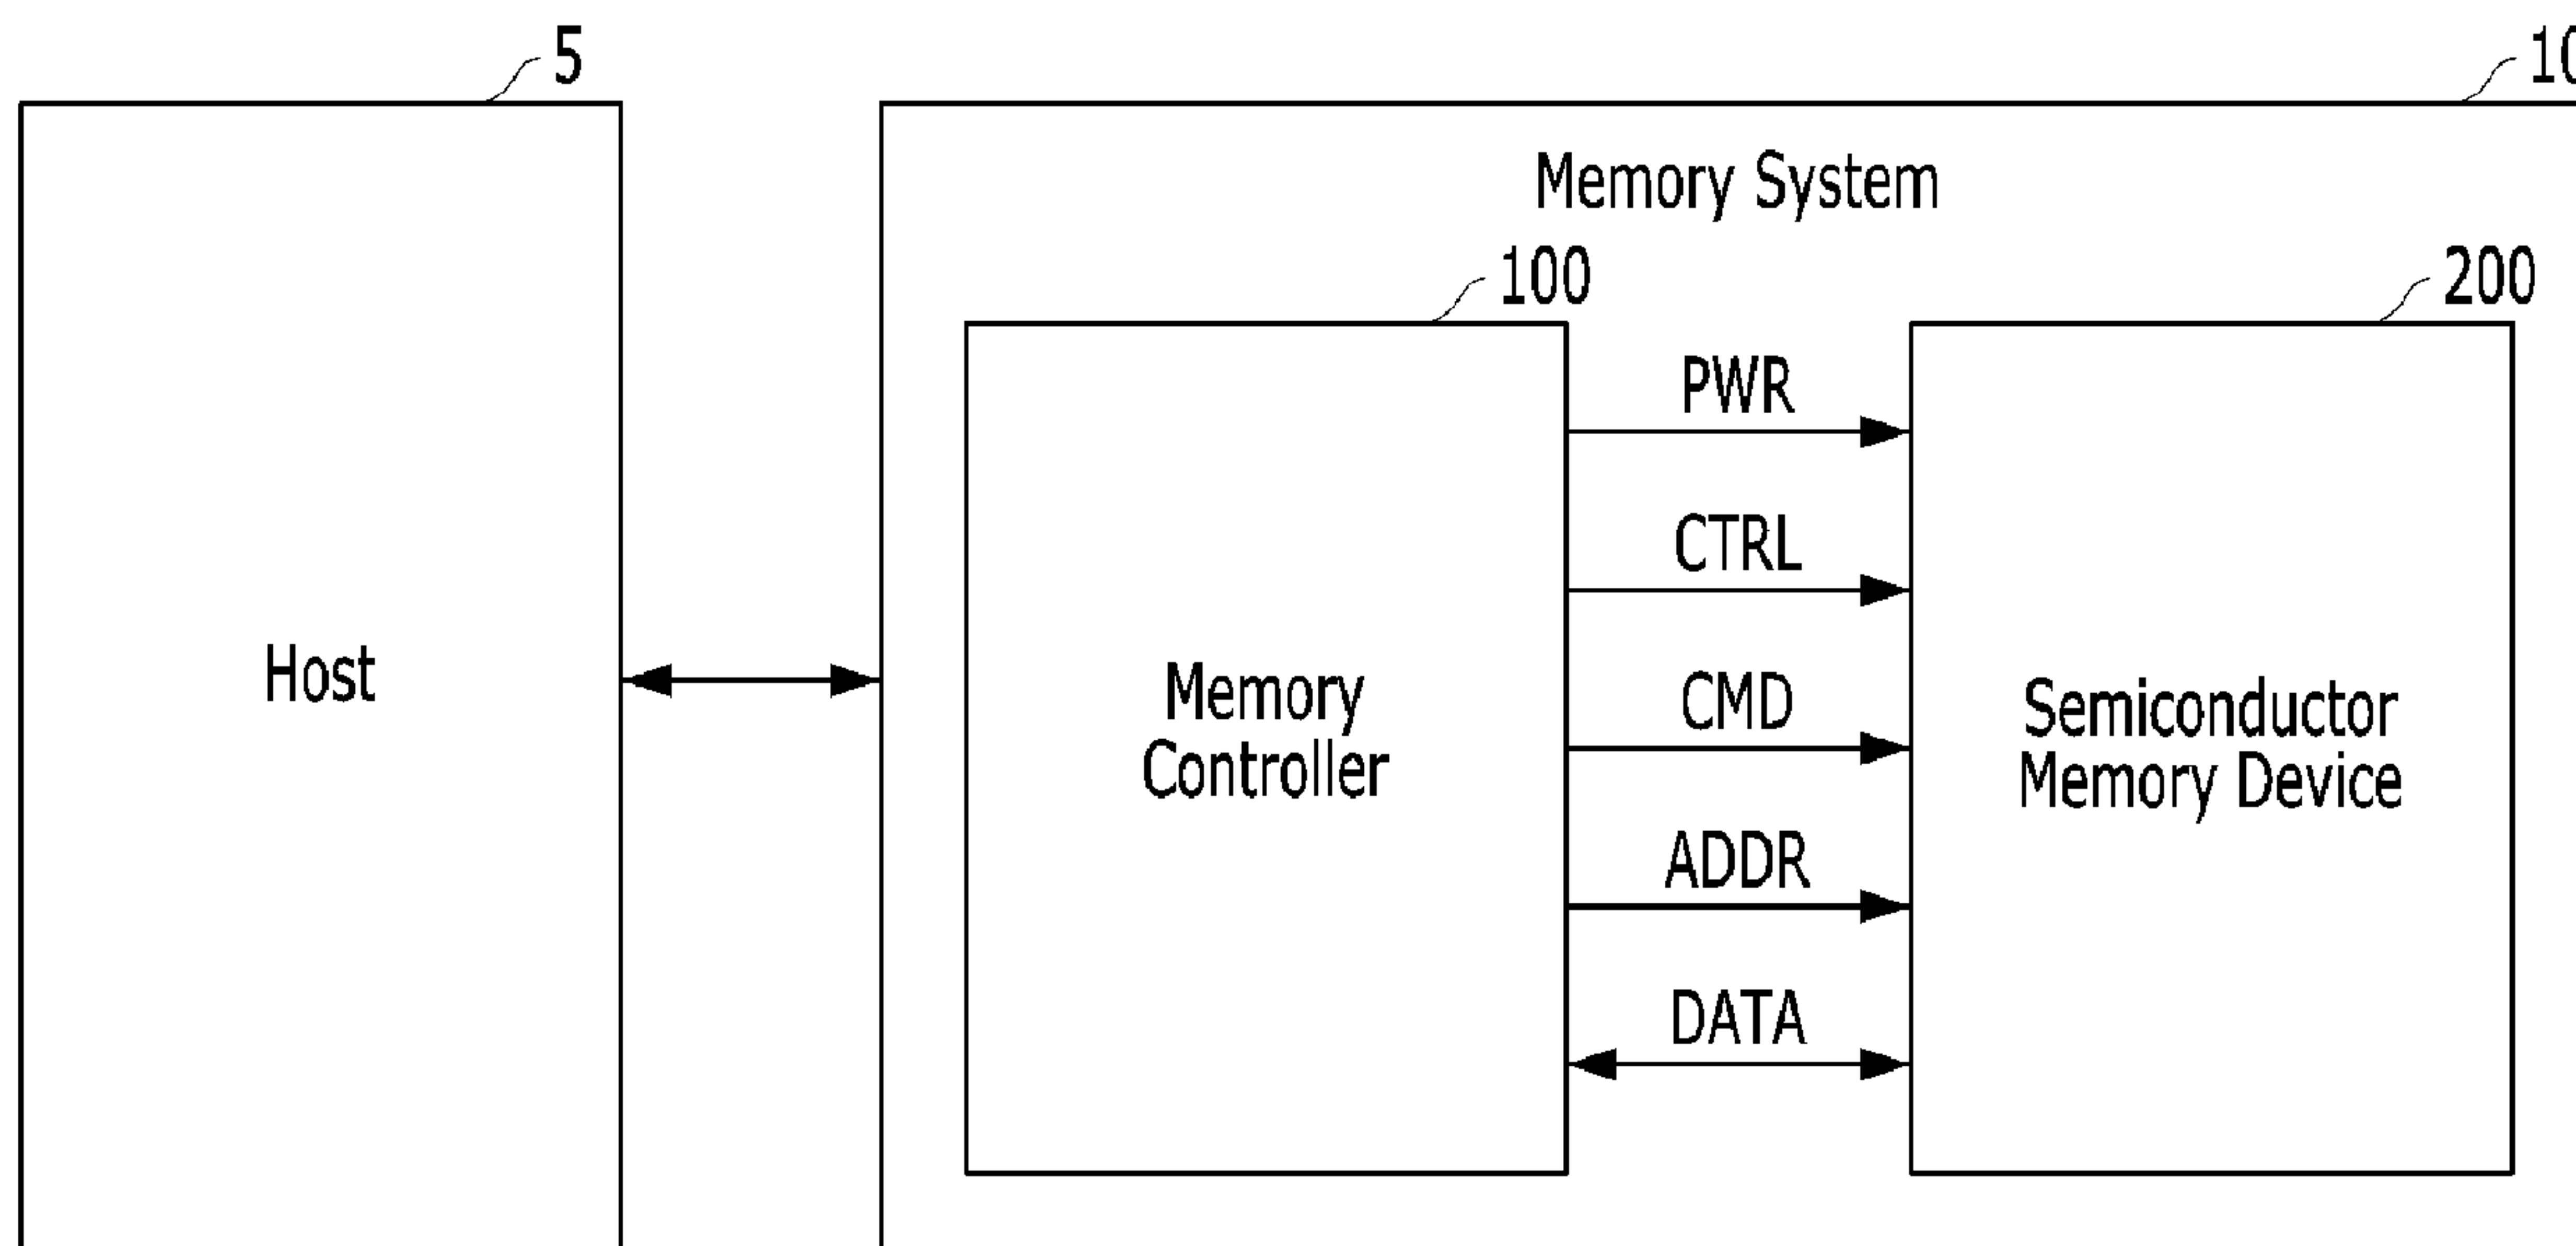 5
10
Memory System
100
200
PWR
CTRL
CMD
ADDR
DATA
Host
Memory
Controller
Semiconductor
Memory Device